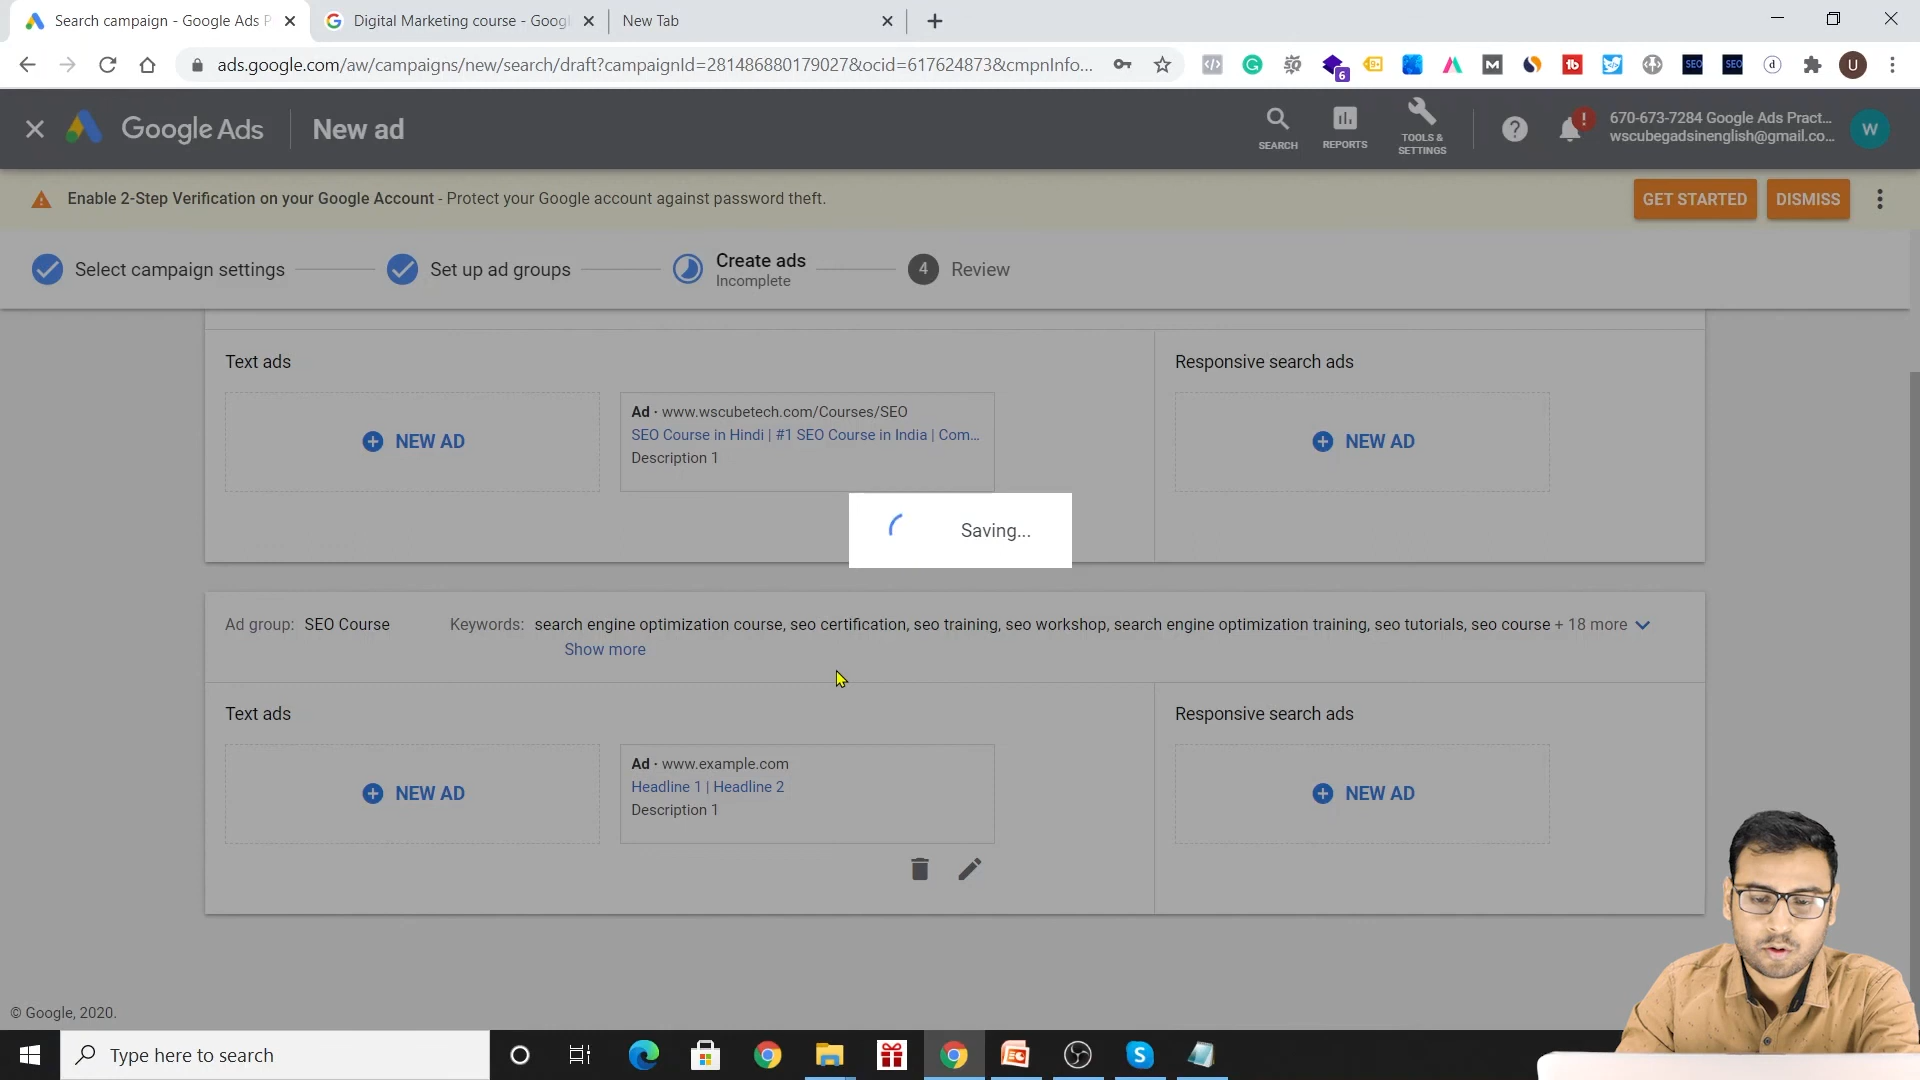 Search campaign - Google Ads P
Digital Marketing course - Goog
New Tab
ads.google.com/aw/campaigns/new/search/draft?campaignId=281486880179027&ocid=617624873&cmpnInfo...
6
SEO
SEO
U
Google Ads
New ad
SEARCH
REPORTS
TOOLS &
SETTINGS
670-673-7284 Google Ads Pract...
wscubegadsinenglish@gmail.co...
W
Enable 2-Step Verification on your Google Account - Protect your Google account against password theft.
GET STARTED
DISMISS
Select campaign settings
Set up ad groups
Create ads
Incomplete
4
Review
Text ads
Responsive search ads
NEW AD
Ad · www.wscubetech.com/Courses/SEO
SEO Course in Hindi | #1 SEO Course in India | Com...
Description 1
NEW AD
Saving...
Ad group: SEO Course
Keywords: search engine optimization course, seo certification, seo training, seo workshop, search engine optimization training, seo tutorials, seo course + 18 more
Show more
Text ads
Responsive search ads
NEW AD
Ad · www.example.com
Headline 1 | Headline 2
Description 1
NEW AD
© Google, 2020.
Type here to search